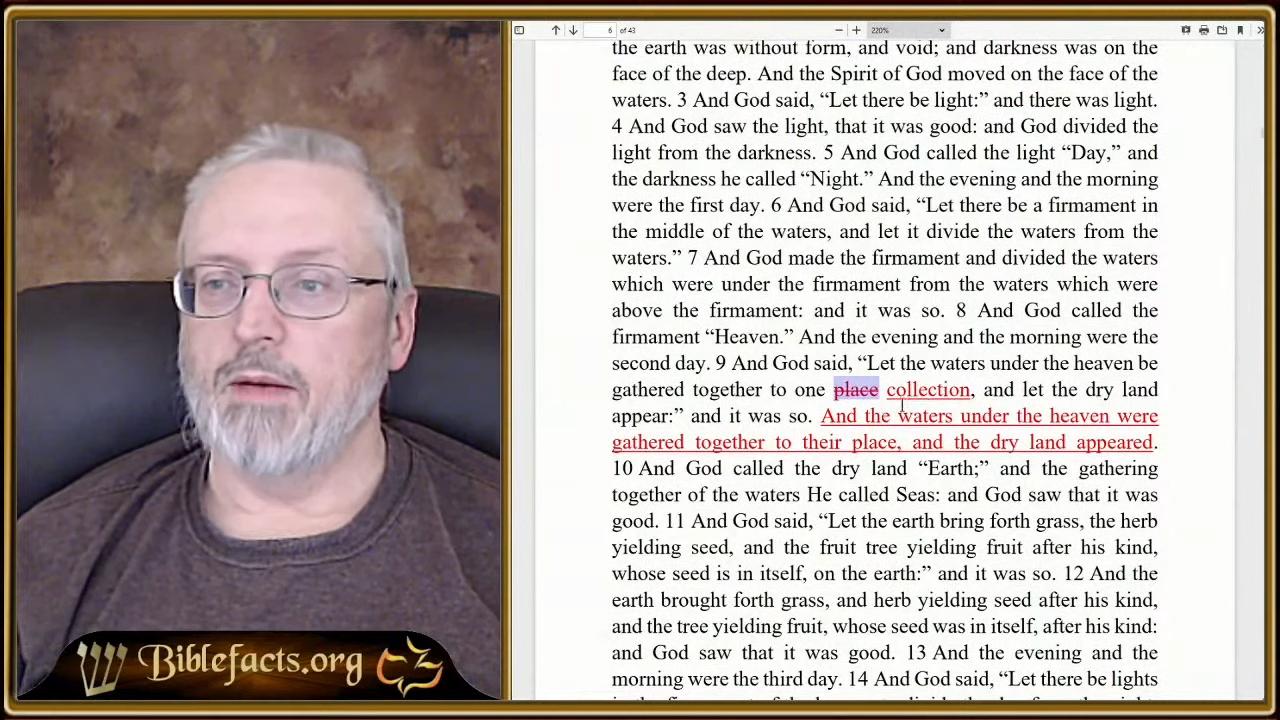 6 of 43
220%
the earth was without form, and void; and darkness was on the
face of the deep. And the Spirit of God moved on the face of the
waters. 3 And God said, “Let there be light:” and there was light.
4 And God saw the light, that it was good: and God divided the
light from the darkness. 5 And God called the light “Day,” and
the darkness he called “Night.” And the evening and the morning
were the first day. 6 And God said, “Let there be a firmament in
the middle of the waters, and let it divide the waters from the
waters.” 7 And God made the firmament and divided the waters
which were under the firmament from the waters which were
above the firmament: and it was so. 8 And God called the
firmament “Heaven.” And the evening and the morning were the
second day. 9 And God said, “Let the waters under the heaven be
gathered together to one place collection, and let the dry land
appear:” and it was so. And the waters under the heaven were
gathered together to their place, and the dry land appeared.
10 And God called the dry land “Earth;” and the gathering
together of the waters He called Seas: and God saw that it was
good. 11 And God said, “Let the earth bring forth grass, the herb
yielding seed, and the fruit tree yielding fruit after his kind,
whose seed is in itself, on the earth:” and it was so. 12 And the
earth brought forth grass, and herb yielding seed after his kind,
and the tree yielding fruit, whose seed was in itself, after his kind:
and God saw that it was good. 13 And the evening and the
morning were the third day. 14 And God said, “Let there be lights
Biblefacts.org